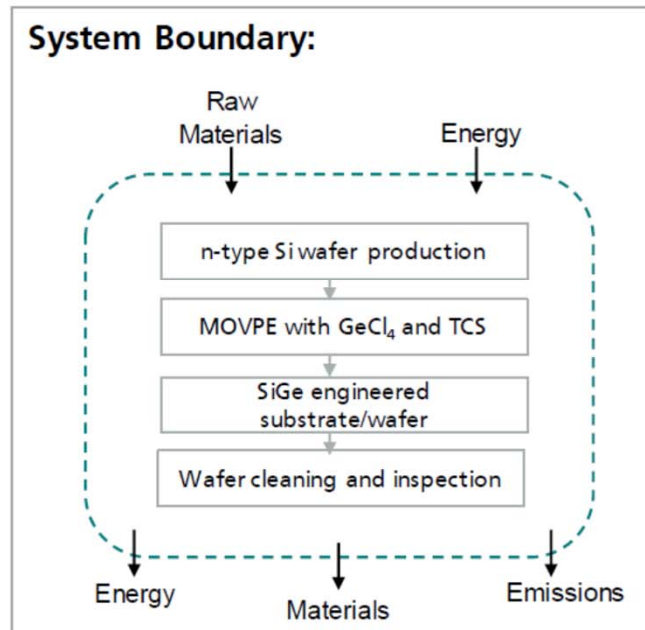 System Boundary:
Raw
Materials
Energy
n-type Si wafer production
MOVPE with GeCl₄ and TCS
SiGe engineered
substrate/wafer
Wafer cleaning and inspection
Energy
Materials
Emissions